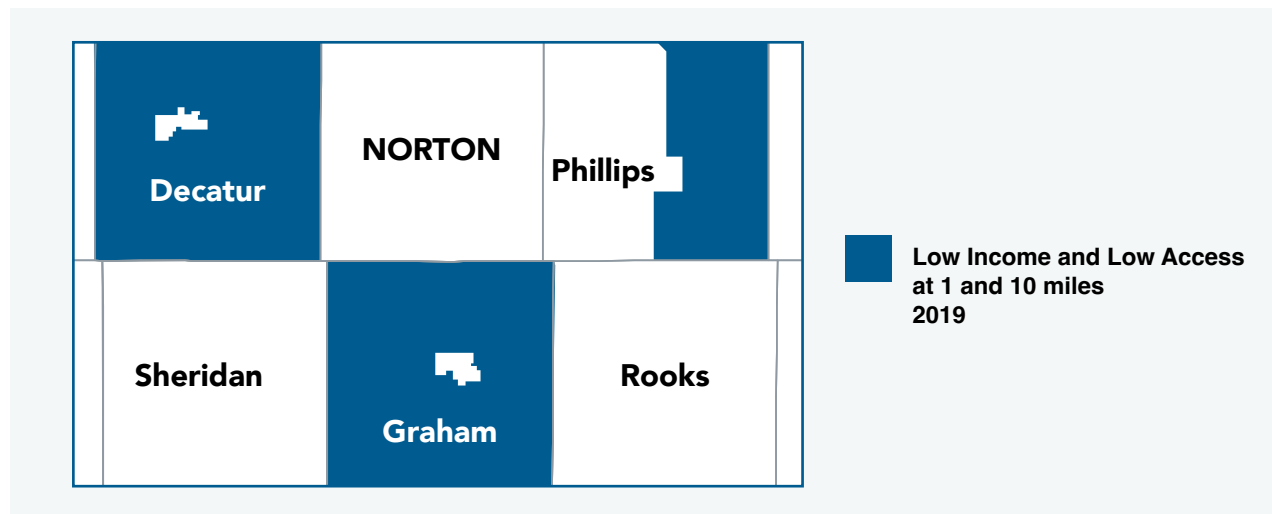 NORTON
Phillips
Decatur
Sheridan
Rooks
Graham
Low Income and Low Access
at 1 and 10 miles
2019